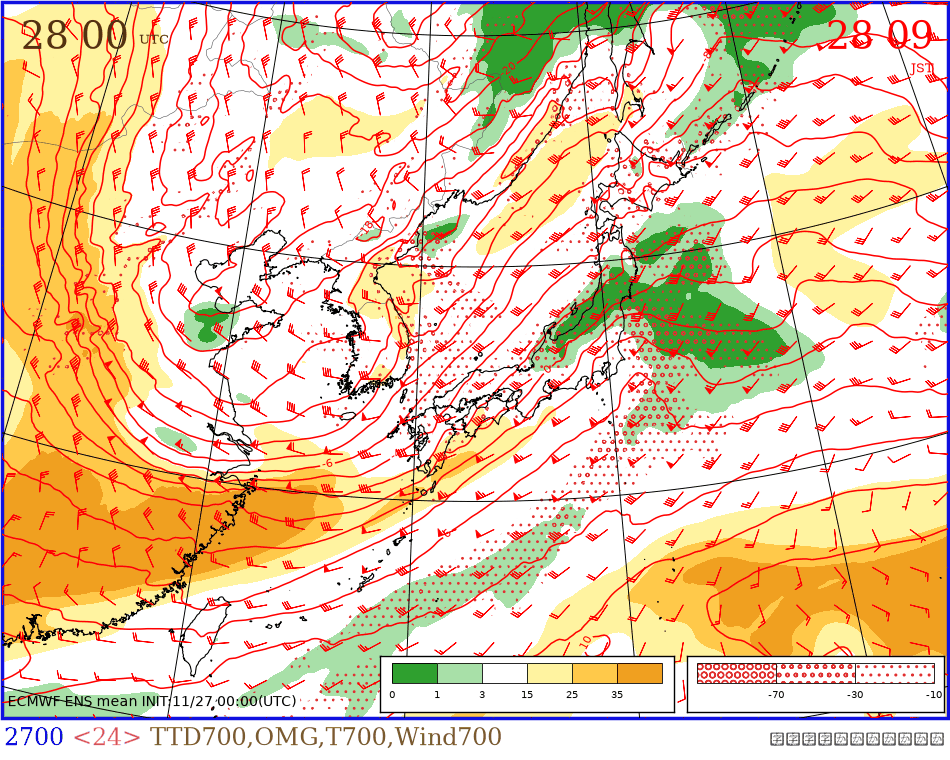 28 00 UTC
28 09
JST
-20
-6
10
ECMWF ENS mean INIT:11/27 00:00(UTC)
0 1 3 15 25 35
-70 -30 -10
2700 <24> TTD700,OMG,T700,Wind700